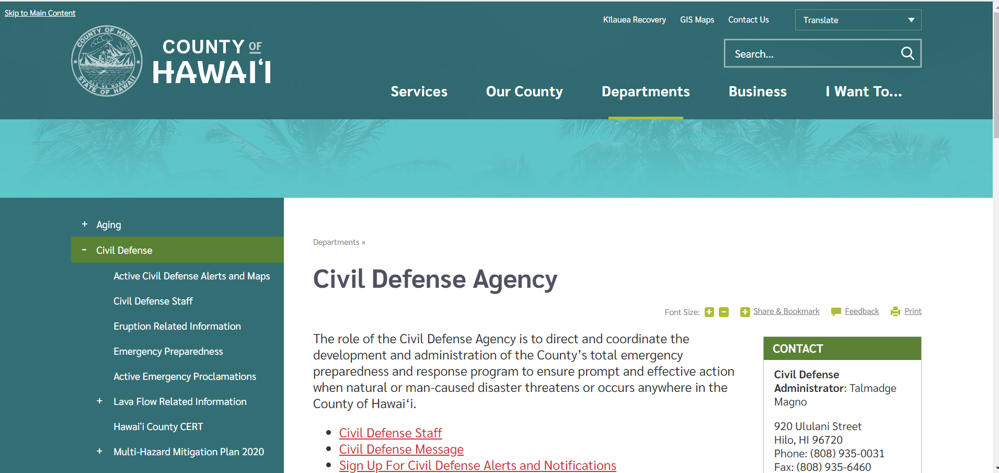 Skip to Main Content
Kīlauea Recovery GIS Maps Contact Us Translate
COUNTY OF HAWAII
STATE OF HAWAII
COUNTY OF
HAWAIʻI
Search...
Services Our County Departments Business I Want To...
+ Aging
- Civil Defense
Active Civil Defense Alerts and Maps
Civil Defense Staff
Eruption Related Information
Emergency Preparedness
Active Emergency Proclamations
+ Lava Flow Related Information
Hawaiʻi County CERT
+ Multi-Hazard Mitigation Plan 2020
Departments »
Civil Defense Agency
Font Size: + - + Share & Bookmark Feedback Print
The role of the Civil Defense Agency is to direct and coordinate the
development and administration of the County’s total emergency
preparedness and response program to ensure prompt and effective action
when natural or man-caused disaster threatens or occurs anywhere in the
County of Hawaiʻi.
• Civil Defense Staff
• Civil Defense Message
• Sign Up For Civil Defense Alerts and Notifications
CONTACT
Civil Defense
Administrator: Talmadge
Magno
920 Ululani Street
Hilo, HI 96720
Phone: (808) 935-0031
Fax: (808) 935-6460